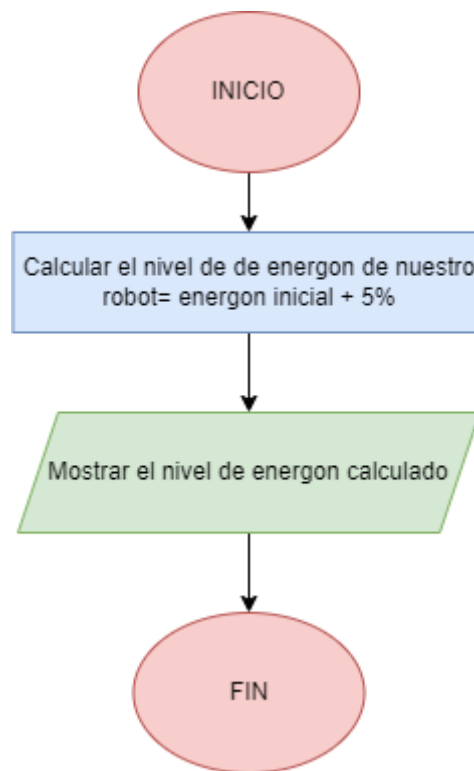 INICIO
Calcular el nivel de de energon de nuestro
robot= energon inicial + 5%
Mostrar el nivel de energon calculado
FIN